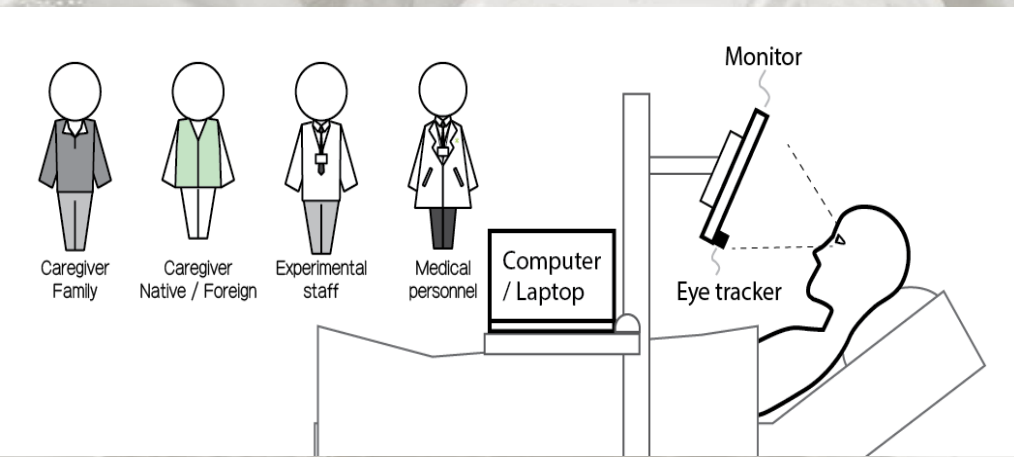 Monitor
Caregiver
Family
Caregiver
Native / Foreign
Experimental
staff
Medical
personnel
Computer
/ Laptop
Eye tracker